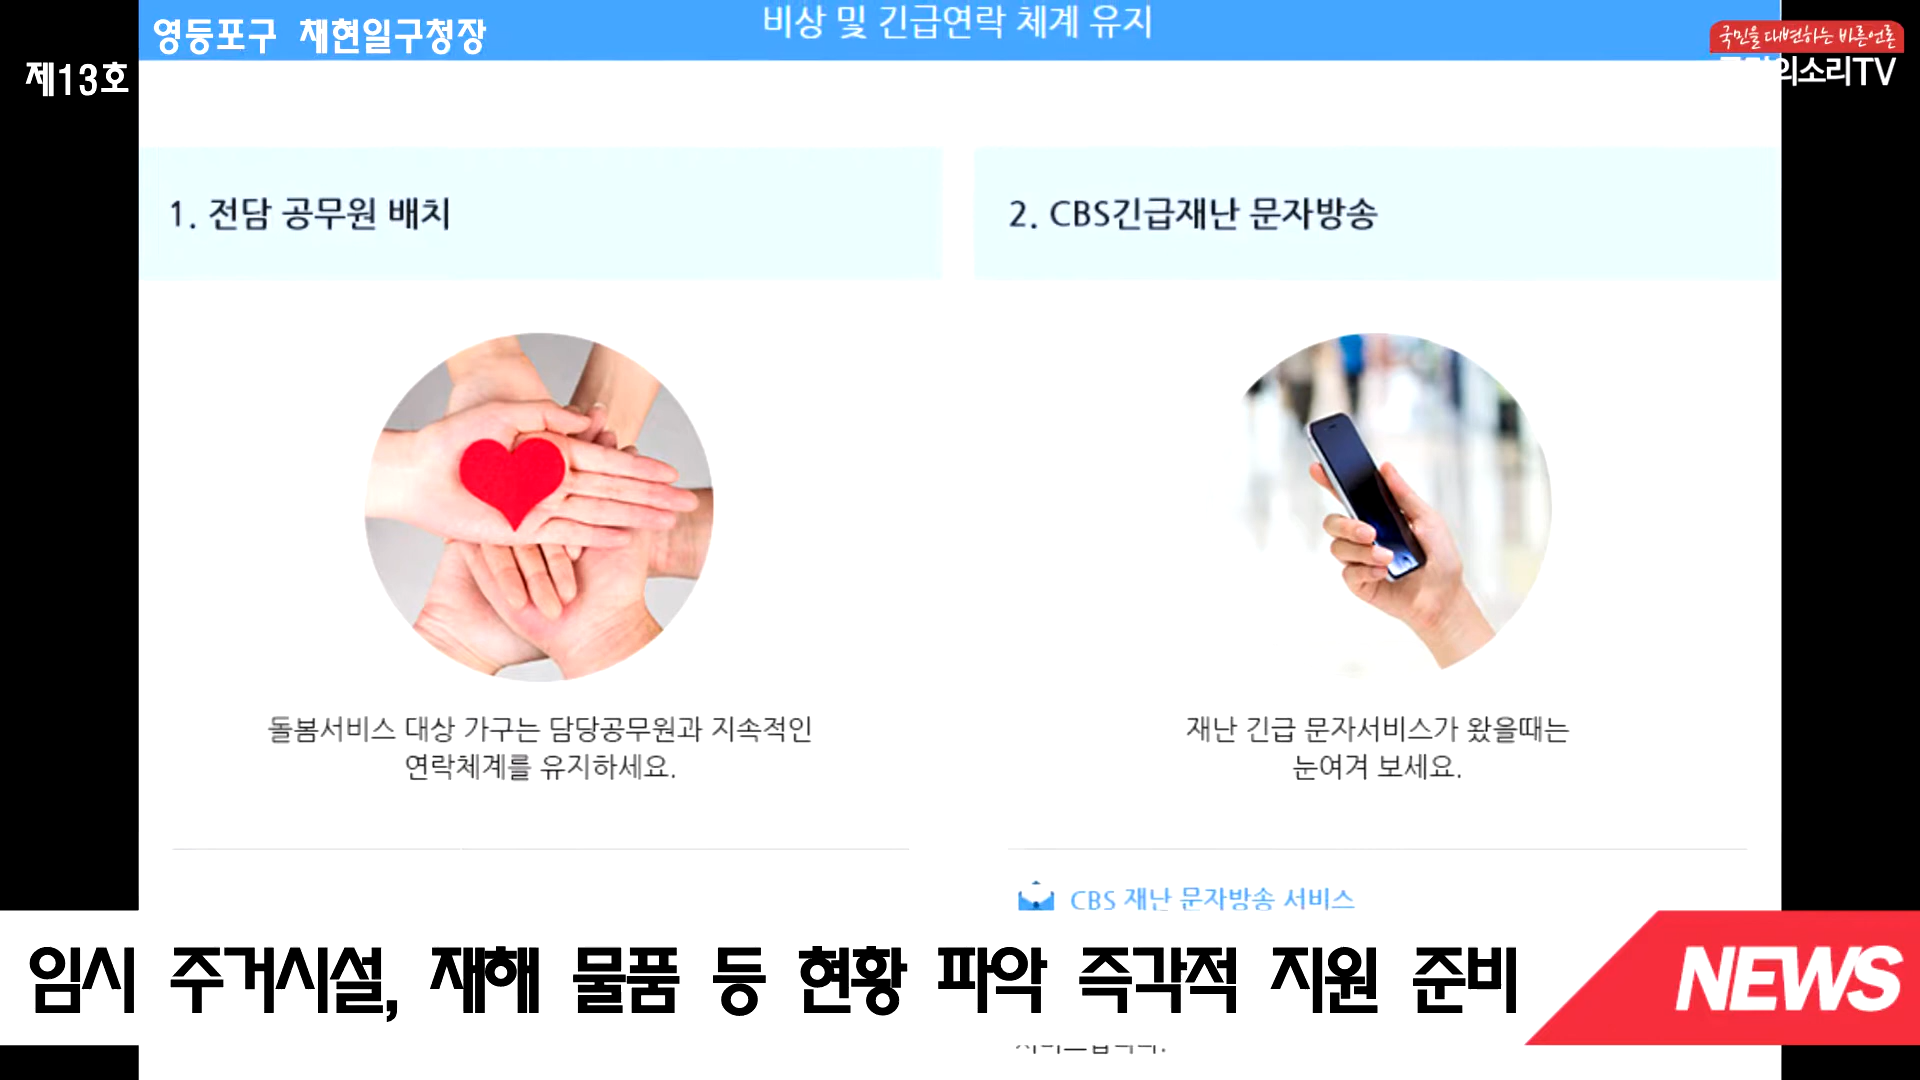 영등포구 채현일구청장
비상 및 긴급연락 체계 유지
국민을 대변하는 바른언론
의소리TV
제13호
1. 전담 공무원 배치
2. CBS긴급재난 문자방송
돌봄서비스 대상 가구는 담당공무원과 지속적인
연락체계를 유지하세요.
재난 긴급 문자서비스가 왔을때는
눈여겨 보세요.
CBS 재난 문자방송 서비스
임시 주거시설, 재해 물품 등 현황 파악 즉각적 지원 준비
NEWS